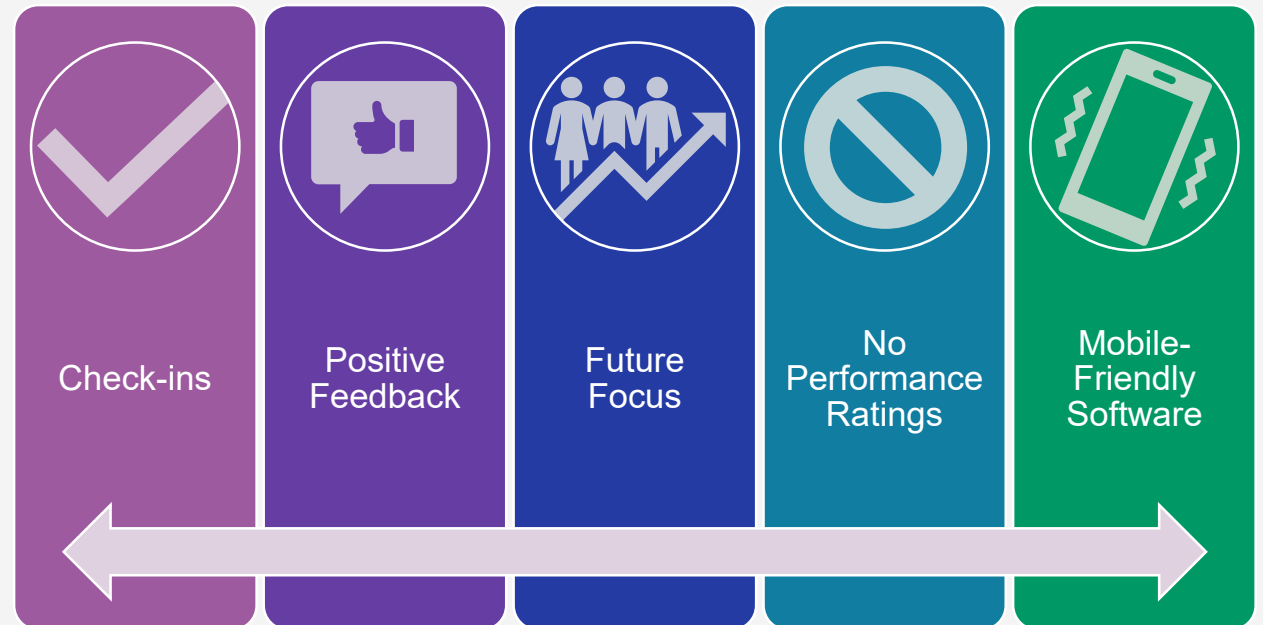 Check-ins
Positive
Feedback
Future
Focus
No
Performance
Ratings
Mobile-
Friendly
Software